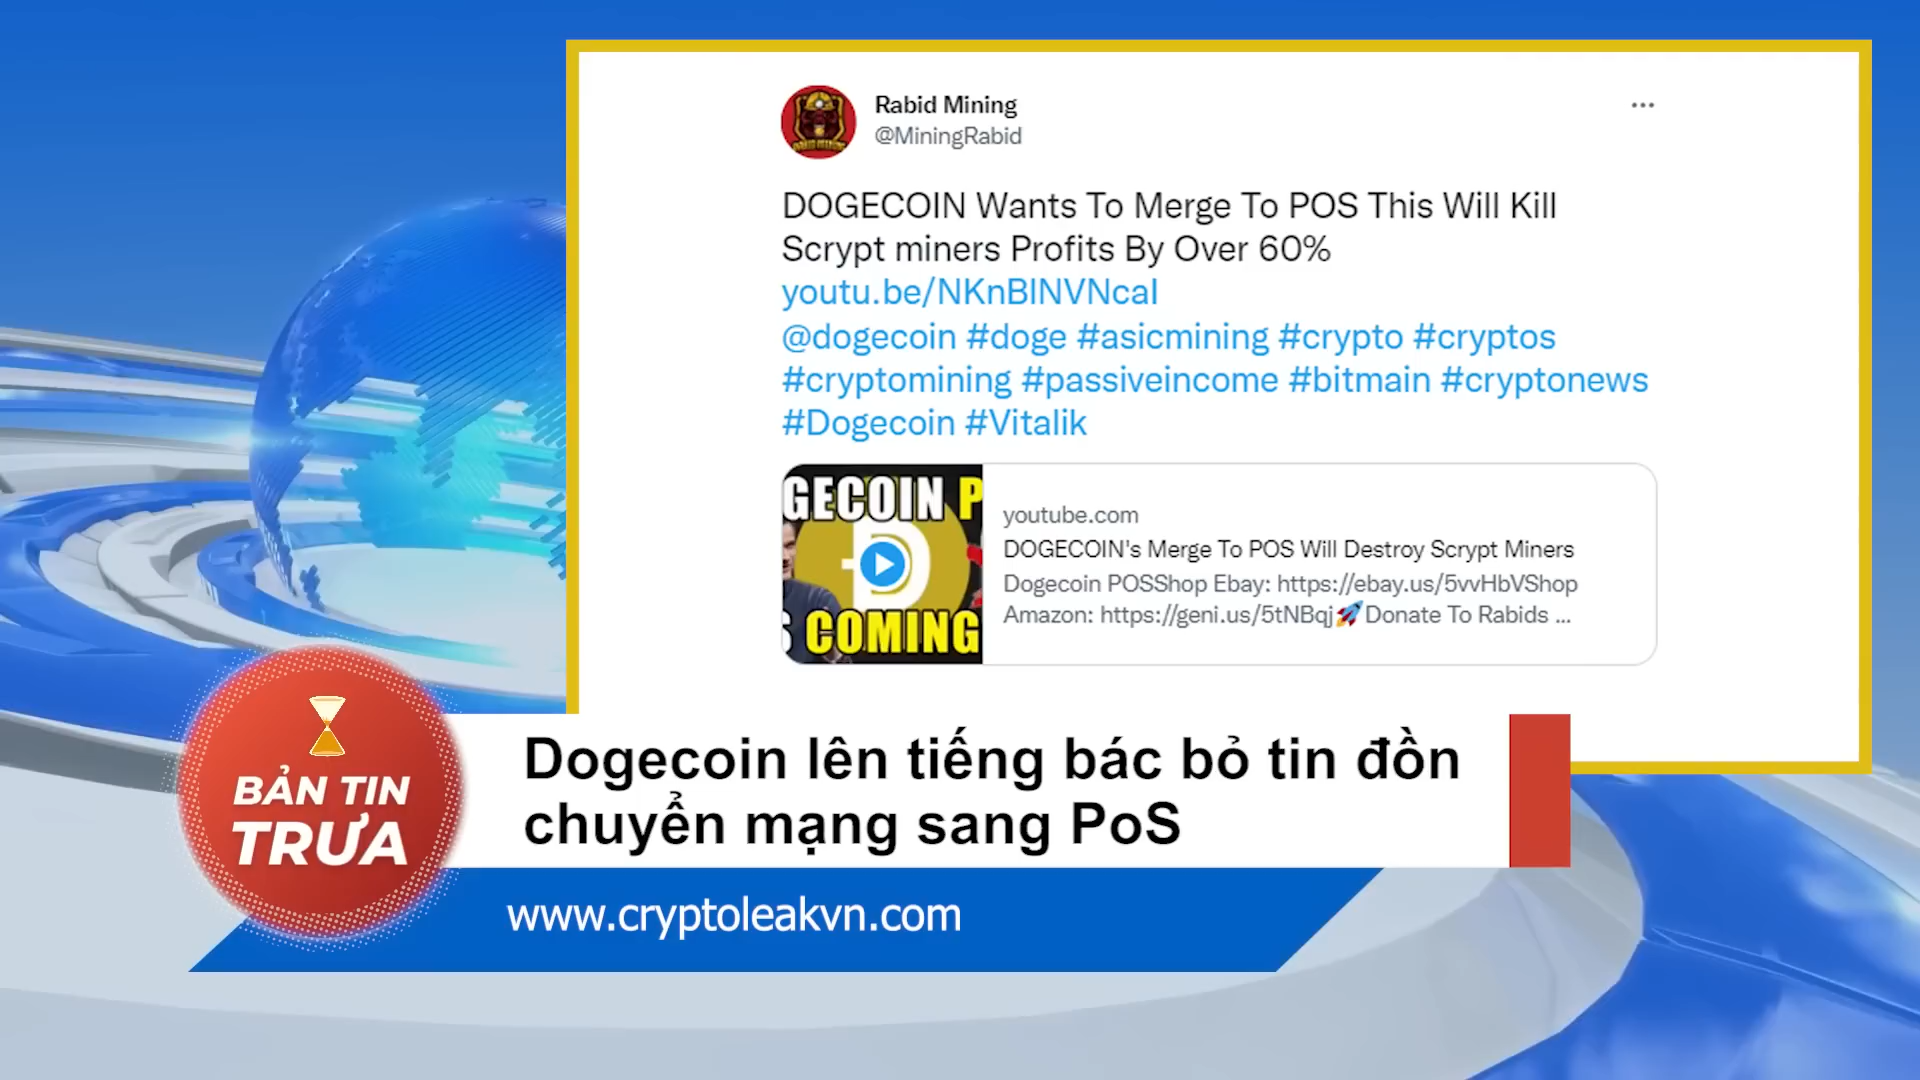 Rabid Mining
@MiningRabid
DOGECOIN Wants To Merge To POS This Will Kill
Scrypt miners Profits By Over 60%
youtu.be/NKnBlNVNcaI
@dogecoin #doge #asicmining #crypto #cryptos
#cryptomining #passiveincome #bitmain #cryptonews
#Dogecoin #Vitalik
GECOIN P
COMING
youtube.com
DOGECOIN's Merge To POS Will Destroy Scrypt Miners
Dogecoin POSShop Ebay: https://ebay.us/5vvHbVShop
Amazon: https://geni.us/5tNBqj🚀Donate To Rabids ...
BẢN TIN
TRƯA
Dogecoin lên tiếng bác bỏ tin đồn
chuyển mạng sang PoS
www.cryptoleakvn.com